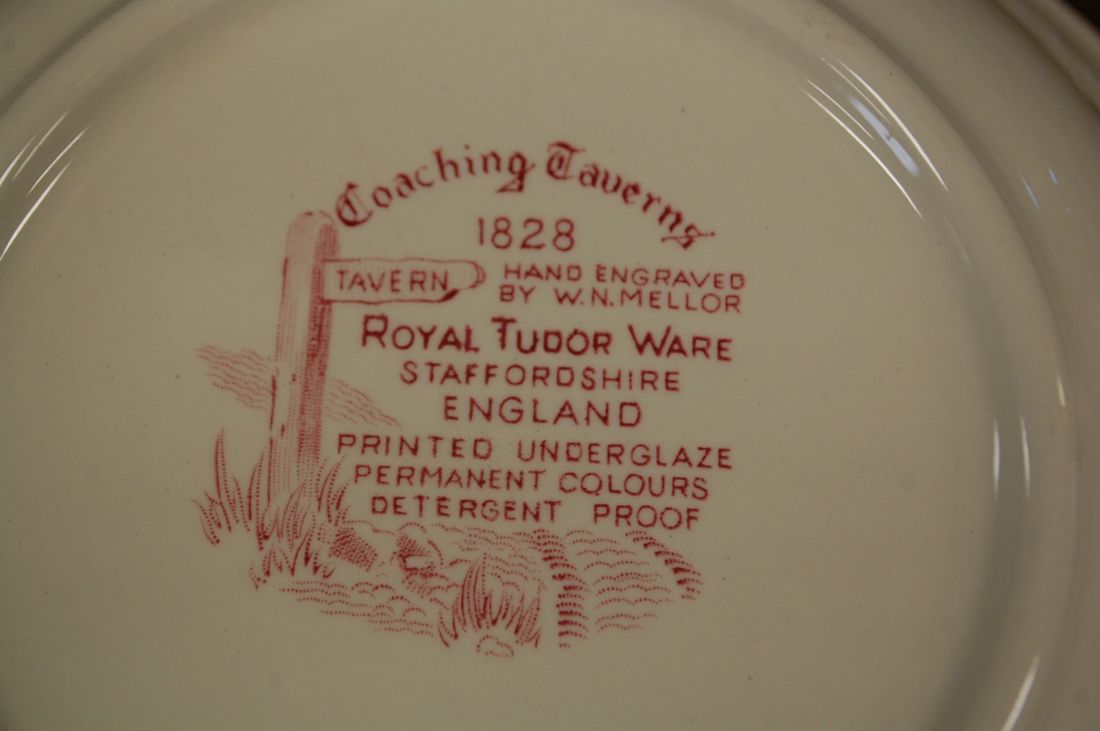 Coaching Taverns
1828
TAVERN
HAND ENGRAVED
BY W.N. MELLOR
ROYAL TUDOR WARE
STAFFORDSHIRE
ENGLAND
PRINTED UNDERGLAZE
PERMANENT COLOURS
DETERGENT PROOF